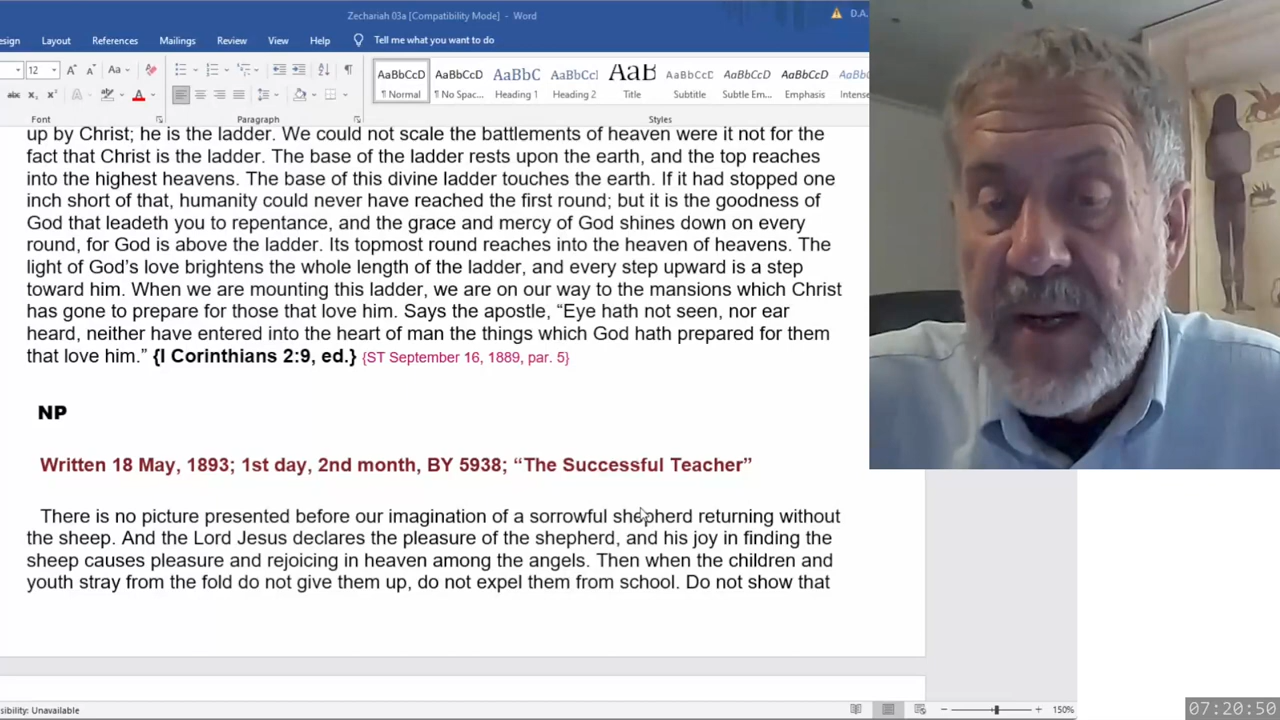 Zechariah 03a [Compatibility Mode] - Word
D.A.
Layout References Mailings Review View Help Tell me what you want to do
12 Aa
AaBbCcD AaBbCcD AaBbC AaBbCcI AaB AaBbCcD AaBbCcD AaBbCcD
¶ Normal ¶ No Spac... Heading 1 Heading 2 Title Subtitle Subtle Em... Emphasis
Font Paragraph Styles
up by Christ; he is the ladder. We could not scale the battlements of heaven were it not for the
fact that Christ is the ladder. The base of the ladder rests upon the earth, and the top reaches
into the highest heavens. The base of this divine ladder touches the earth. If it had stopped one
inch short of that, humanity could never have reached the first round; but it is the goodness of
God that leadeth you to repentance, and the grace and mercy of God shines down on every
round, for God is above the ladder. Its topmost round reaches into the heaven of heavens. The
light of God’s love brightens the whole length of the ladder, and every step upward is a step
toward him. When we are mounting this ladder, we are on our way to the mansions which Christ
has gone to prepare for those that love him. Says the apostle, “Eye hath not seen, nor ear
heard, neither have entered into the heart of man the things which God hath prepared for them
that love him.” {I Corinthians 2:9, ed.} {ST September 16, 1889, par. 5}
NP
Written 18 May, 1893; 1st day, 2nd month, BY 5938; “The Successful Teacher”
There is no picture presented before our imagination of a sorrowful shepherd returning without
the sheep. And the Lord Jesus declares the pleasure of the shepherd, and his joy in finding the
sheep causes pleasure and rejoicing in heaven among the angels. Then when the children and
youth stray from the fold do not give them up, do not expel them from school. Do not show that
sibility: Unavailable
150%
07:20:50